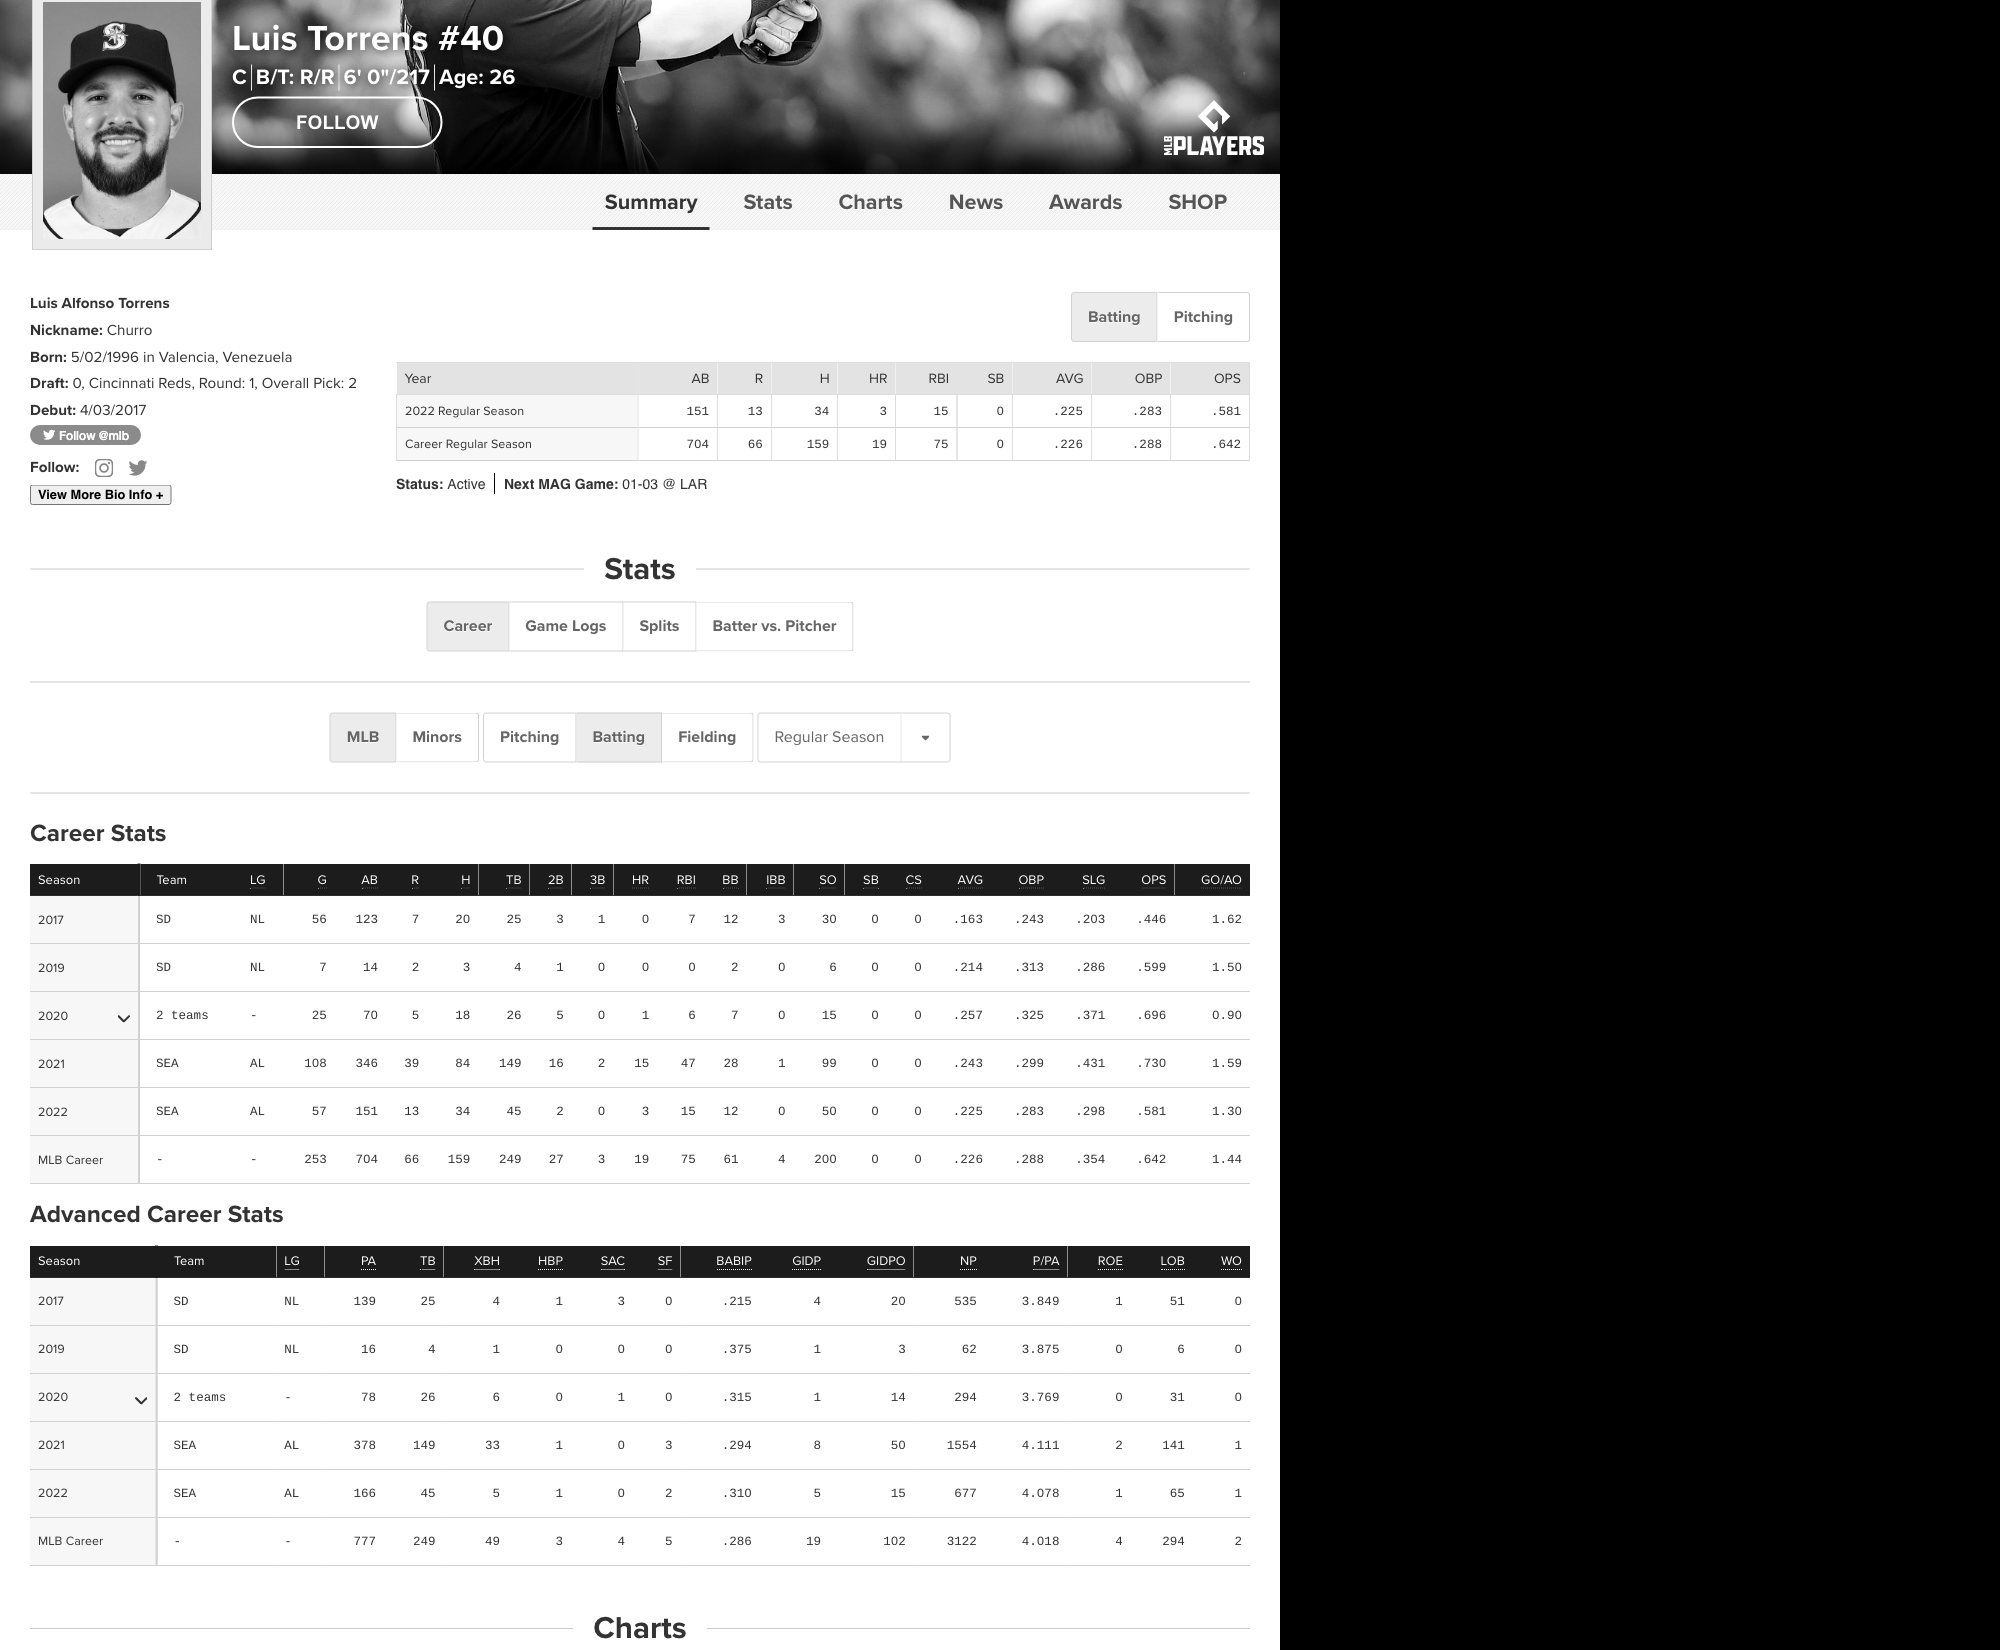 Luis Torrens #40
C B/T: R/R 6' 0"/217 Age: 26
FOLLOW
MLB PLAYERS
Summary Stats Charts News Awards SHOP
Luis Alfonso Torrens
Nickname: Churro
Born: 5/02/1996 in Valencia, Venezuela
Draft: 0, Cincinnati Reds, Round: 1, Overall Pick: 2
Debut: 4/03/2017
Follow @mlb
Follow:
View More Bio Info +
Batting Pitching
Year AB R H HR RBI SB AVG OBP OPS
2022 Regular Season 151 13 34 3 15 0 .225 .283 .581
Career Regular Season 704 66 159 19 75 0 .226 .288 .642
Status: Active Next MAG Game: 01-03 @ LAR
Stats
Career Game Logs Splits Batter vs. Pitcher
MLB Minors Pitching Batting Fielding Regular Season
Career Stats
Season Team LG G AB R H TB 2B 3B HR RBI BB IBB SO SB CS AVG OBP SLG OPS GO/AO
2017 SD NL 56 123 7 20 25 3 1 0 7 12 3 30 0 0 .163 .243 .203 .446 1.62
2019 SD NL 7 14 2 3 4 1 0 0 0 2 0 6 0 0 .214 .313 .286 .599 1.50
2020 2 teams - 25 70 5 18 26 5 0 1 6 7 0 15 0 0 .257 .325 .371 .696 0.90
2021 SEA AL 108 346 39 84 149 16 2 15 47 28 1 99 0 0 .243 .299 .431 .730 1.59
2022 SEA AL 57 151 13 34 45 2 0 3 15 12 0 50 0 0 .225 .283 .298 .581 1.30
MLB Career - - 253 704 66 159 249 27 3 19 75 61 4 200 0 0 .226 .288 .354 .642 1.44
Advanced Career Stats
Season Team LG PA TB XBH HBP SAC SF BABIP GIDP GIDPO NP P/PA ROE LOB WO
2017 SD NL 139 25 4 1 3 0 .215 4 20 535 3.849 1 51 0
2019 SD NL 16 4 1 0 0 0 .375 1 3 62 3.875 0 6 0
2020 2 teams - 78 26 6 0 1 0 .315 1 14 294 3.769 0 31 0
2021 SEA AL 378 149 33 1 0 3 .294 8 50 1554 4.111 2 141 1
2022 SEA AL 166 45 5 1 0 2 .310 5 15 677 4.078 1 65 1
MLB Career - - 777 249 49 3 4 5 .286 19 102 3122 4.018 4 294 2
Charts